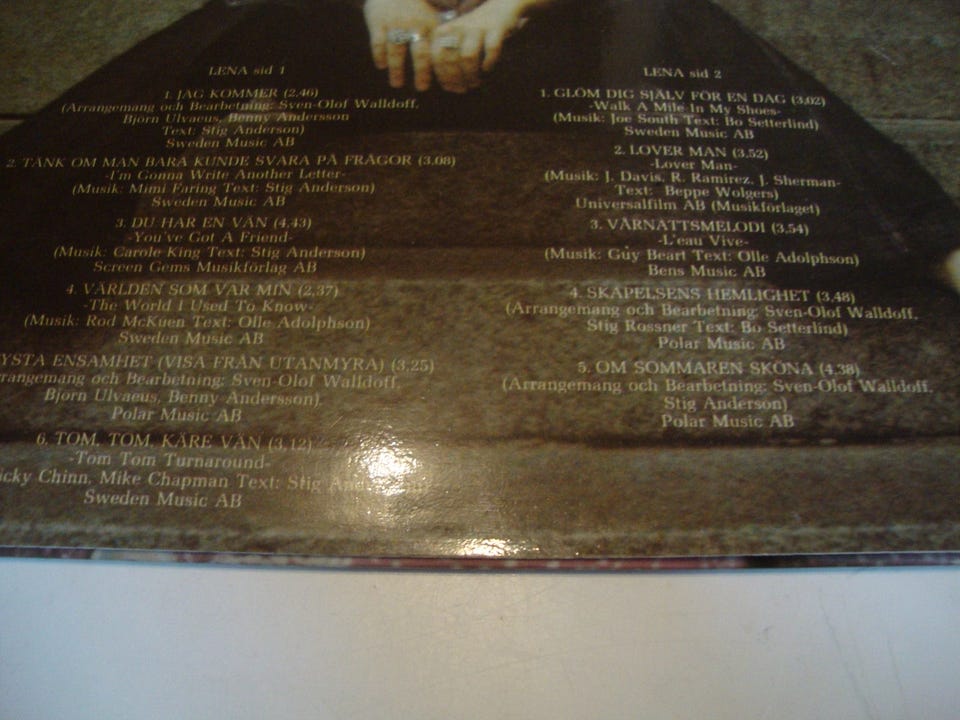 LENA sid 1
1. JAG KOMMER (2.46)
(Arrangemang och Bearbetning: Sven-Olof Walldoff.
Björn Ulvaeus, Benny Andersson
Text: Stig Anderson)
Sweden Music AB
2. TÄNK OM MAN BARA KUNDE SVARA PÅ FRÅGOR (3.08)
-I'm Gonna Write Another Letter-
(Musik: Mimi Faring Text: Stig Anderson)
Sweden Music AB
3. DU HAR EN VÄN (4,43)
-You've Got A Friend-
(Musik: Carole King Text: Stig Anderson)
Screen Gems Musikförlag AB
4. VÄRLDEN SOM VAR MIN (2,37)
-The World I Used To Know-
(Musik: Rod McKuen Text: Olle Adolphson)
Sweden Music AB
YSTA ENSAMHET (VISA FRÅN UTANMYRA) (3.25)
rangemang och Bearbetning: Sven-Olof Walldoff.
Björn Ulvaeus, Benny Andersson)
Polar Music AB
6. TOM, TOM, KÄRE VÄN (3,12)
-Tom Tom Turnaround-
icky Chinn, Mike Chapman Text: Stig
Sweden Music AB
LENA sid 2
1. GLÖM DIG SJÄLV FÖR EN DAG (3,02)
-Walk A Mile In My Shoes-
(Musik: Joe South Text: Bo Setterlind)
Sweden Music AB
2. LOVER MAN (3.52)
-Lover Man-
(Musik: J. Davis, R. Ramirez, J. Sherman-
Text: Beppe Wolgers)
Universalfilm AB (Musikförlaget)
3. VÅRNATTSMELODI (3.54)
-L'eau Vive-
(Musik: Guy Beart Text: Olle Adolphson)
Bens Music AB
4. SKAPELSENS HEMLIGHET (3.48)
(Arrangemang och Bearbetning: Sven-Olof Walldoff.
Stig Rossner Text: Bo Setterlind)
Polar Music AB
5. OM SOMMAREN SKÖNA (4.38)
(Arrangemang och Bearbetning: Sven-Olof Walldoff.
Stig Anderson)
Polar Music AB